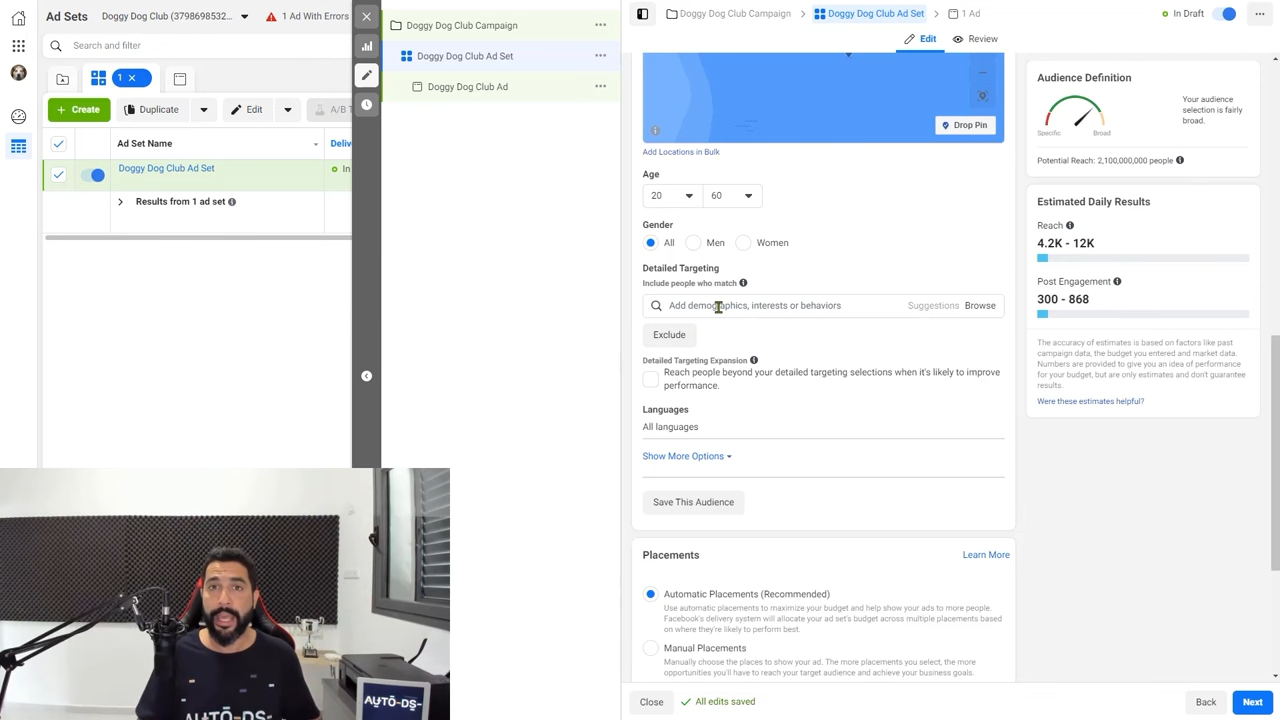 Ad Sets
Doggy Dog Club (3798698532...
1 Ad With Errors
Search and filter
1
Create
Duplicate
Edit
A/B T
Ad Set Name
Delive
Doggy Dog Club Ad Set
In
Results from 1 ad set
Doggy Dog Club Campaign
Doggy Dog Club Ad Set
Doggy Dog Club Ad
Doggy Dog Club Campaign
Doggy Dog Club Ad Set
1 Ad
In Draft
Edit
Review
Drop Pin
Add Locations in Bulk
Age
20
60
Gender
All
Men
Women
Detailed Targeting
Include people who match
Add demographics, interests or behaviors
Suggestions
Browse
Exclude
Detailed Targeting Expansion
Reach people beyond your detailed targeting selections when it's likely to improve
performance.
Languages
All languages
Show More Options
Save This Audience
Placements
Learn More
Automatic Placements (Recommended)
Use automatic placements to maximize your budget and help show your ads to more people.
Facebook's delivery system will allocate your ad set's budget across multiple placements based
on where they're likely to perform best.
Manual Placements
Manually choose the places to show your ad. The more placements you select, the more
opportunities you'll have to reach your target audience and achieve your business goals.
Close
All edits saved
Back
Next
Audience Definition
Specific
Broad
Your audience
selection is fairly
broad.
Potential Reach: 2,100,000,000 people
Estimated Daily Results
Reach
4.2K - 12K
Post Engagement
300 - 868
The accuracy of estimates is based on factors like past
campaign data, the budget you entered and market data.
Numbers are provided to give you an idea of performance
for your budget, but are only estimates and don't guarantee
results.
Were these estimates helpful?
AUTO-DS-
AUTO-DS-